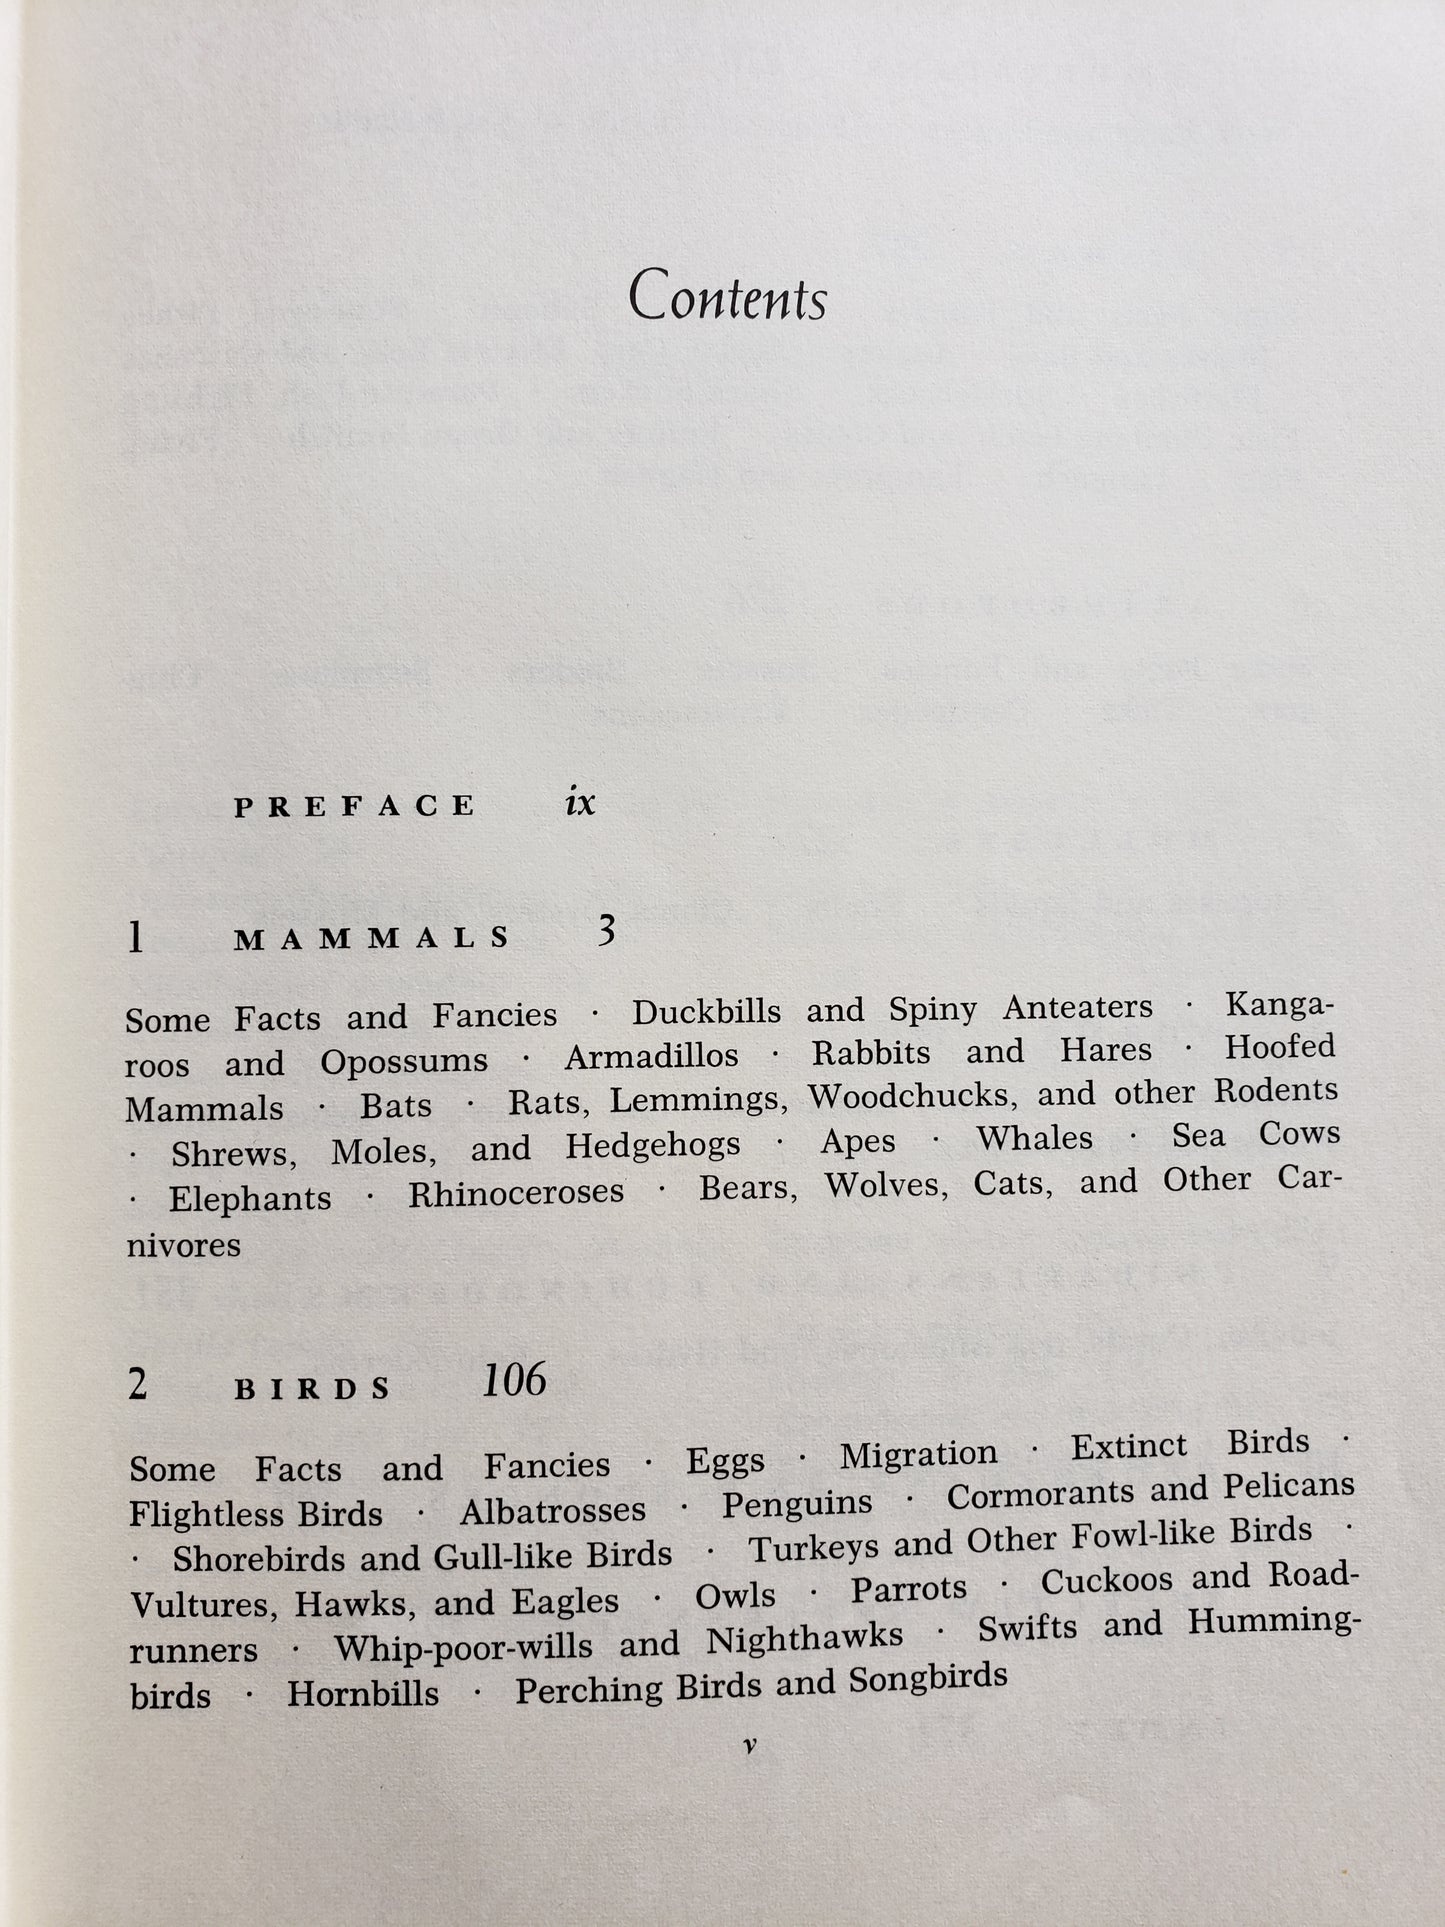 Contents
PREFACE ix
1 MAMMALS 3
Some Facts and Fancies · Duckbills and Spiny Anteaters · Kanga-
roos and Opossums · Armadillos · Rabbits and Hares · Hoofed
Mammals · Bats · Rats, Lemmings, Woodchucks, and other Rodents
· Shrews, Moles, and Hedgehogs · Apes · Whales · Sea Cows
· Elephants · Rhinoceroses · Bears, Wolves, Cats, and Other Car-
nivores
2 BIRDS 106
Some Facts and Fancies · Eggs · Migration · Extinct Birds ·
Flightless Birds · Albatrosses · Penguins · Cormorants and Pelicans
· Shorebirds and Gull-like Birds · Turkeys and Other Fowl-like Birds ·
Vultures, Hawks, and Eagles · Owls · Parrots · Cuckoos and Road-
runners · Whip-poor-wills and Nighthawks · Swifts and Humming-
birds · Hornbills · Perching Birds and Songbirds
v